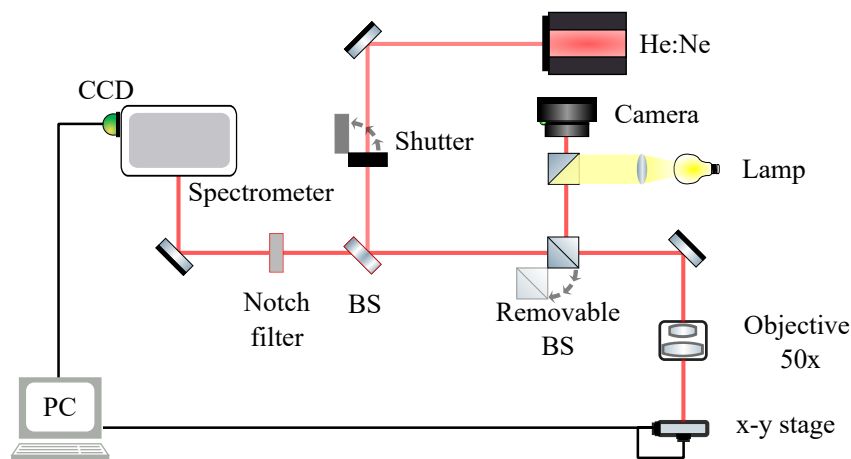 He:Ne
CCD
Camera
Shutter
Lamp
Spectrometer
Notch
filter
BS
Removable
BS
Objective
50x
PC
x-y stage